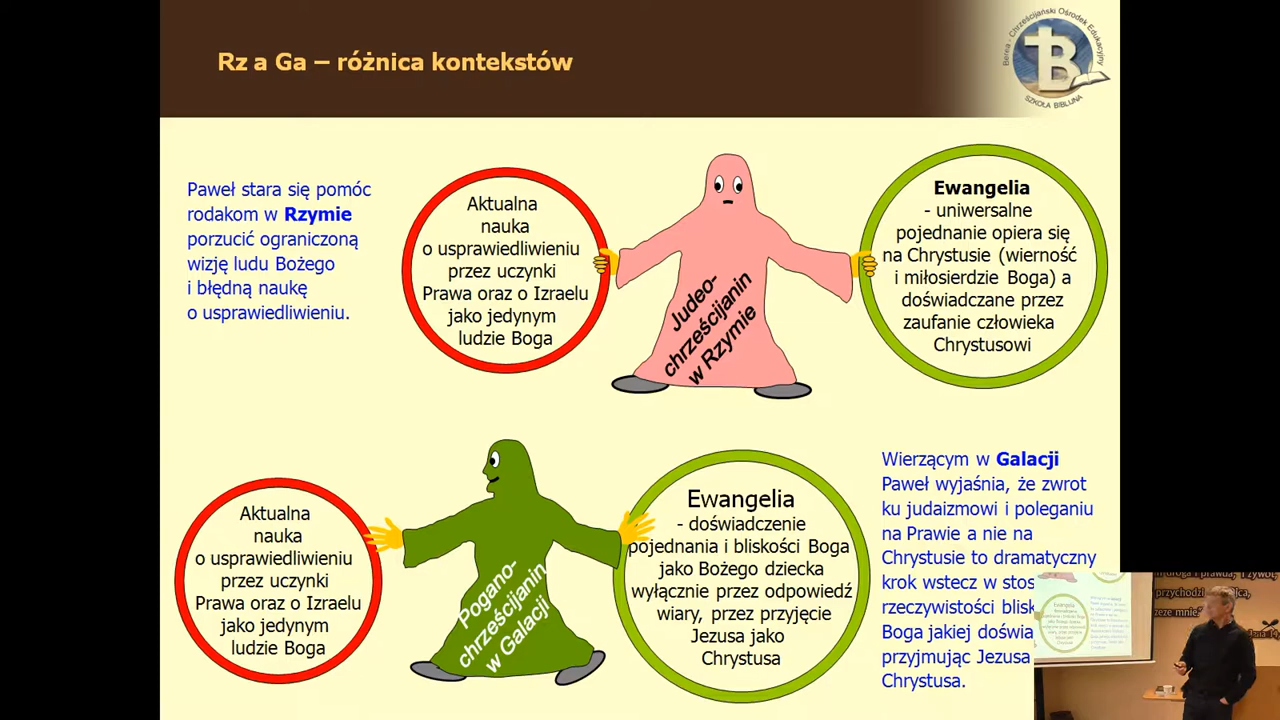 Rz a Ga – różnica kontekstów
Berea - Chrześcijański Ośrodek Edukacyjny
B
SZKOŁA BIBLIJNA
Paweł stara się pomóc
rodakom w Rzymie
porzucić ograniczoną
wizję ludu Bożego
i błędną naukę
o usprawiedliwieniu.
Aktualna
nauka
o usprawiedliwieniu
przez uczynki
Prawa oraz o Izraelu
jako jedynym
ludzie Boga
Judeo-
chrześcijanin
w Rzymie
Ewangelia
- uniwersalne
pojednanie opiera się
na Chrystusie (wierność
i miłosierdzie Boga) a
doświadczane przez
zaufanie człowieka
Chrystusowi
Aktualna
nauka
o usprawiedliwieniu
przez uczynki
Prawa oraz o Izraelu
jako jedynym
ludzie Boga
Pogano-
chrześcijanin
w Galacji
Ewangelia
- doświadczenie
pojednania i bliskości Boga
jako Bożego dziecka
wyłącznie przez odpowiedź
wiary, przez przyjęcie
Jezusa jako
Chrystusa
Wierzącym w Galacji
Paweł wyjaśnia, że zwrot
ku judaizmowi i poleganiu
na Prawie a nie na
Chrystusie to dramatyczny
krok wstecz w stos
rzeczywistości blisk
Boga jakiej doświa
przyjmując Jezusa
Chrystusa.
droga i prawda, i żywot,
przychodzi
mnie."